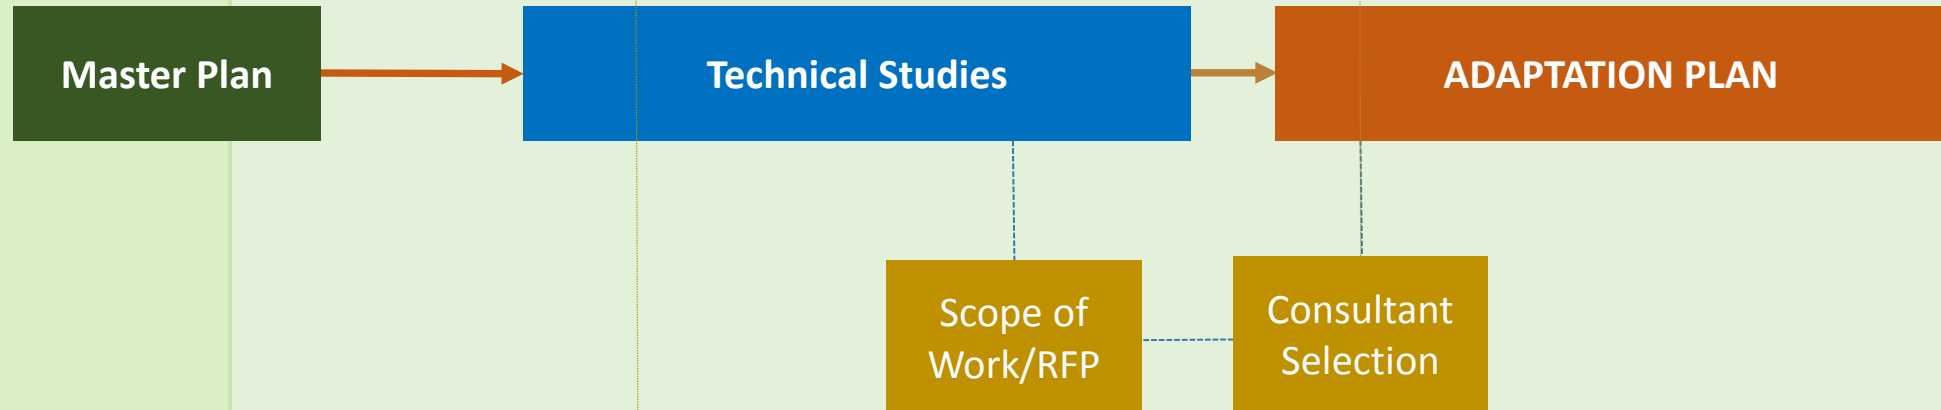 Master Plan
Technical Studies
ADAPTATION PLAN
Scope of
Work/RFP
Consultant
Selection